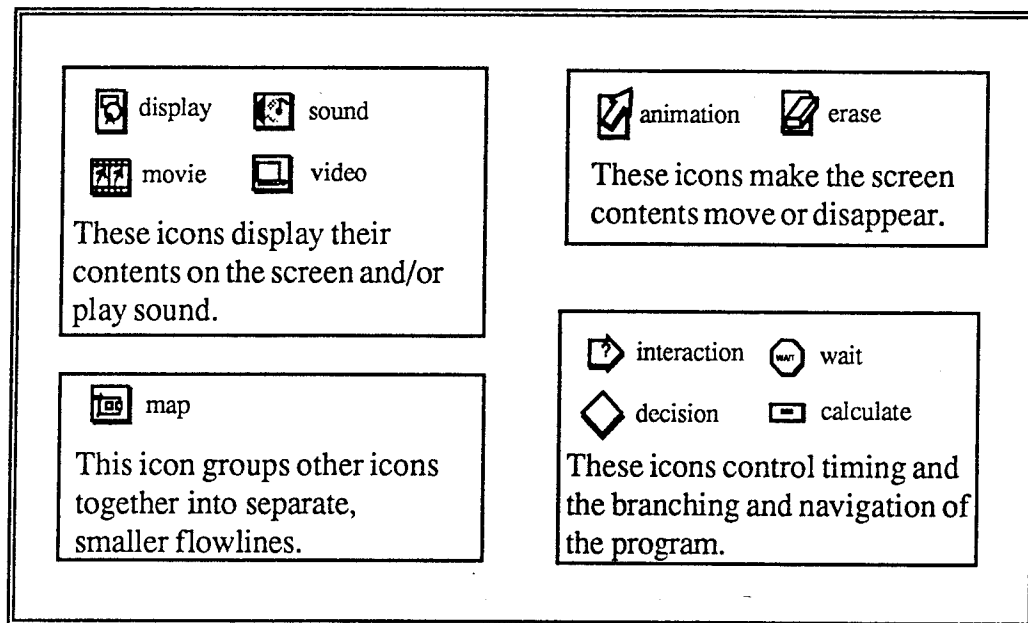 display sound
movie video
These icons display their
contents on the screen and/or
play sound.
animation erase
These icons make the screen
contents move or disappear.
map
This icon groups other icons
together into separate,
smaller flowlines.
? interaction WAIT wait
decision calculate
These icons control timing and
the branching and navigation of
the program.